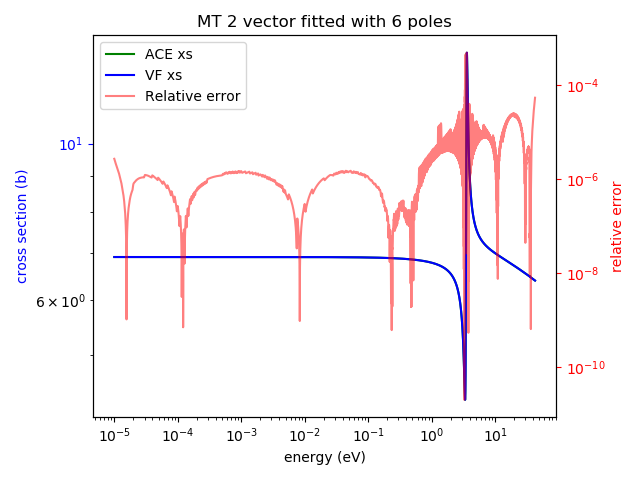 MT 2 vector fitted with 6 poles
ACE xs
VF xs
Relative error
cross section (b)
10¹
6 × 10⁰
10⁻⁴
10⁻⁶
10⁻⁸
10⁻¹⁰
relative error
10⁻⁵ 10⁻⁴ 10⁻³ 10⁻² 10⁻¹ 10⁰ 10¹
energy (eV)